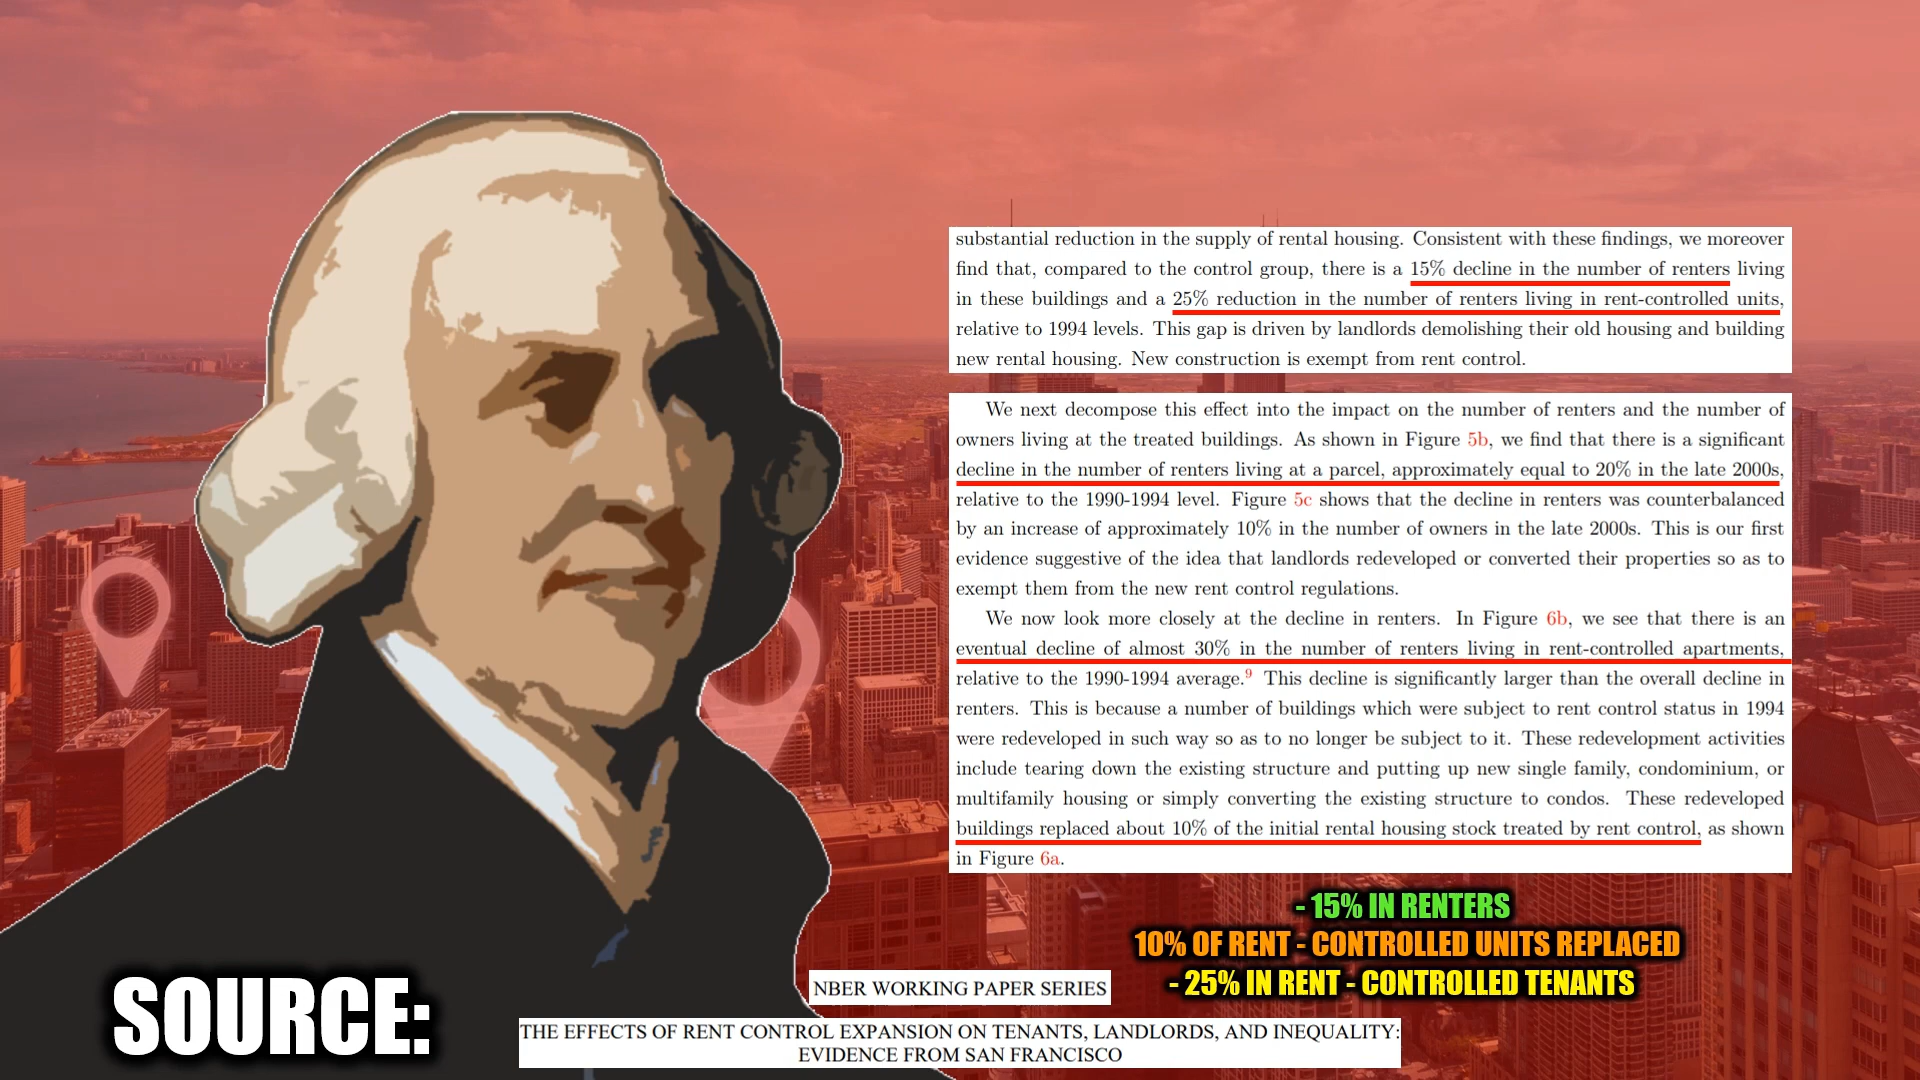 substantial reduction in the supply of rental housing. Consistent with these findings, we moreover
find that, compared to the control group, there is a 15% decline in the number of renters living
in these buildings and a 25% reduction in the number of renters living in rent-controlled units,
relative to 1994 levels. This gap is driven by landlords demolishing their old housing and building
new rental housing. New construction is exempt from rent control.
We next decompose this effect into the impact on the number of renters and the number of
owners living at the treated buildings. As shown in Figure 5b, we find that there is a significant
decline in the number of renters living at a parcel, approximately equal to 20% in the late 2000s,
relative to the 1990-1994 level. Figure 5c shows that the decline in renters was counterbalanced
by an increase of approximately 10% in the number of owners in the late 2000s. This is our first
evidence suggestive of the idea that landlords redeveloped or converted their properties so as to
exempt them from the new rent control regulations.
We now look more closely at the decline in renters. In Figure 6b, we see that there is an
eventual decline of almost 30% in the number of renters living in rent-controlled apartments,
relative to the 1990-1994 average.9 This decline is significantly larger than the overall decline in
renters. This is because a number of buildings which were subject to rent control status in 1994
were redeveloped in such way so as to no longer be subject to it. These redevelopment activities
include tearing down the existing structure and putting up new single family, condominium, or
multifamily housing or simply converting the existing structure to condos. These redeveloped
buildings replaced about 10% of the initial rental housing stock treated by rent control, as shown
in Figure 6a.
- 15% IN RENTERS
10% OF RENT - CONTROLLED UNITS REPLACED
- 25% IN RENT - CONTROLLED TENANTS
SOURCE:
NBER WORKING PAPER SERIES
THE EFFECTS OF RENT CONTROL EXPANSION ON TENANTS, LANDLORDS, AND INEQUALITY:
EVIDENCE FROM SAN FRANCISCO